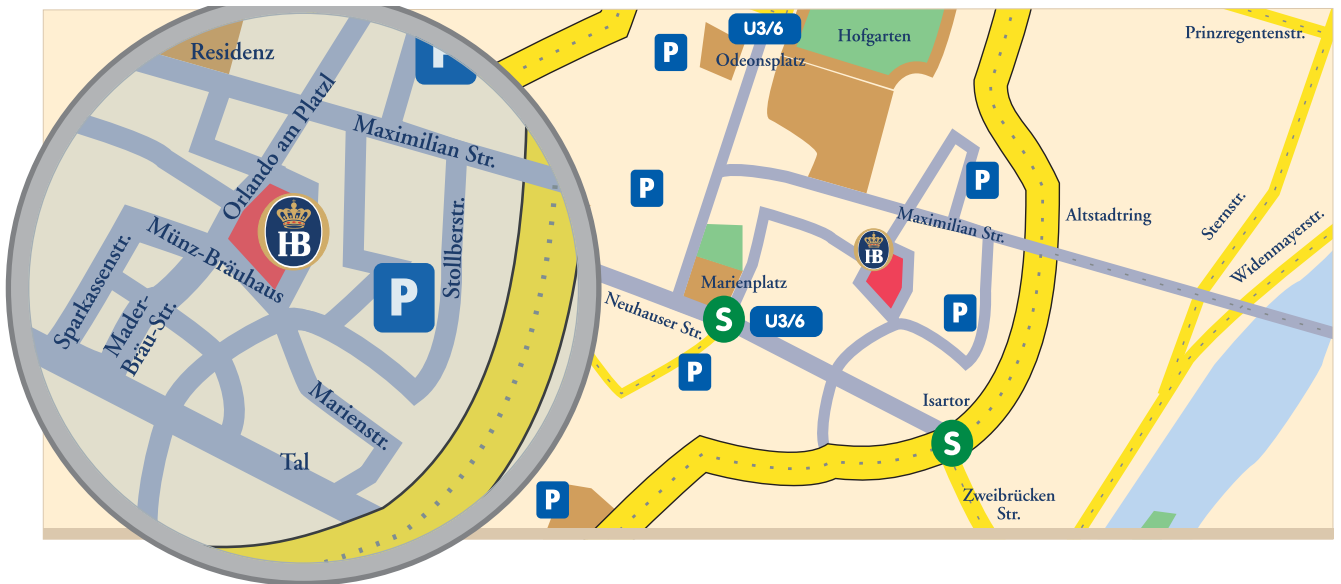 Residenz
P
Orlando am Platzl
Maximilian Str.
HB
Münz-Bräuhaus
Sparkassenstr.
Mader-
Bräu-Str.
P
Stollberstr.
Marienstr.
Tal
P
U3/6
Odeonsplatz
Hofgarten
Prinzregentenstr.
P
P
Maximilian Str.
Altstadtring
Sternstr.
Widenmayerstr.
HB
Marienplatz
Neuhauser Str.
S
U3/6
P
P
Isartor
S
Zweibrücken
Str.
P